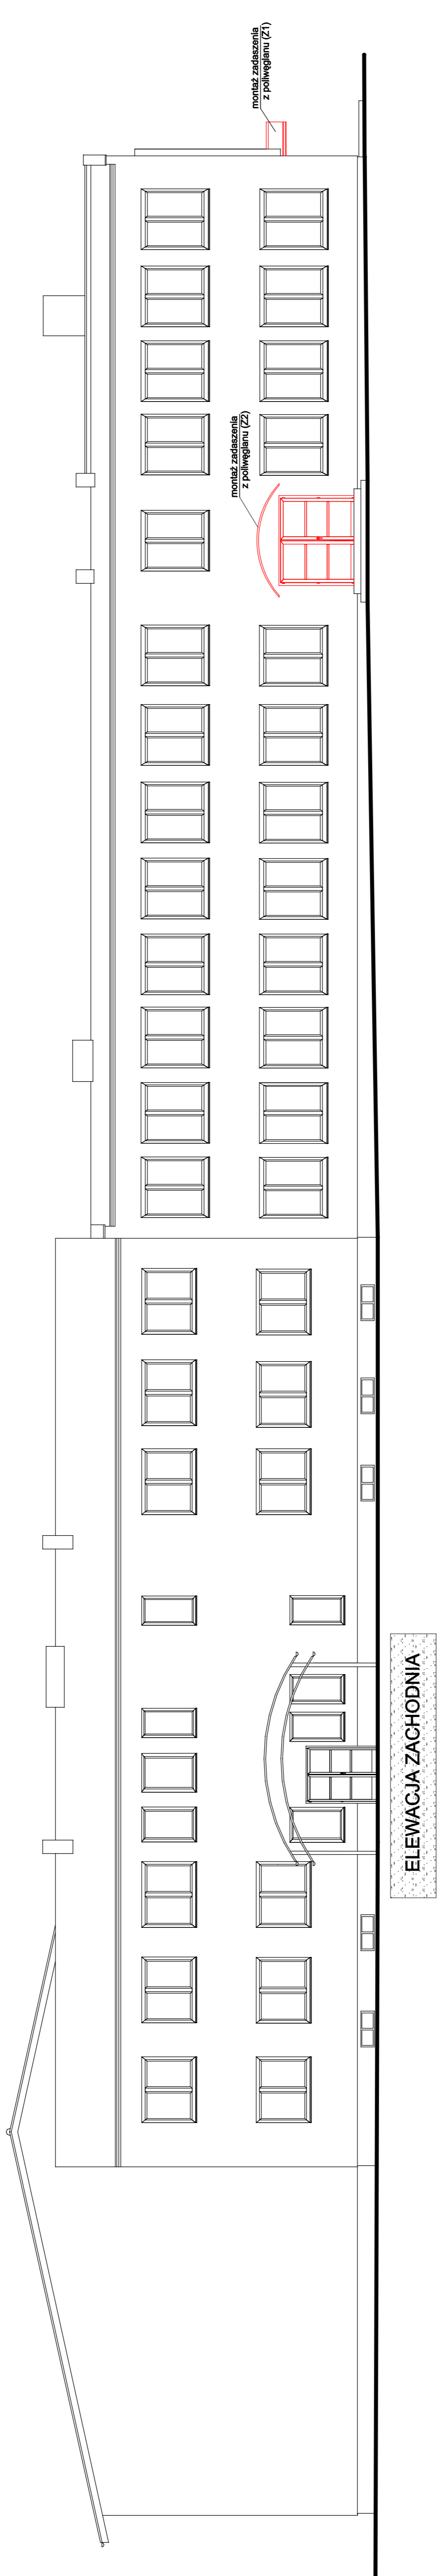 montaż zadaszenia
z poliwęglanu (Z1)
montaż zadaszenia
z poliwęglanu (Z2)
ELEWACJA ZACHODNIA